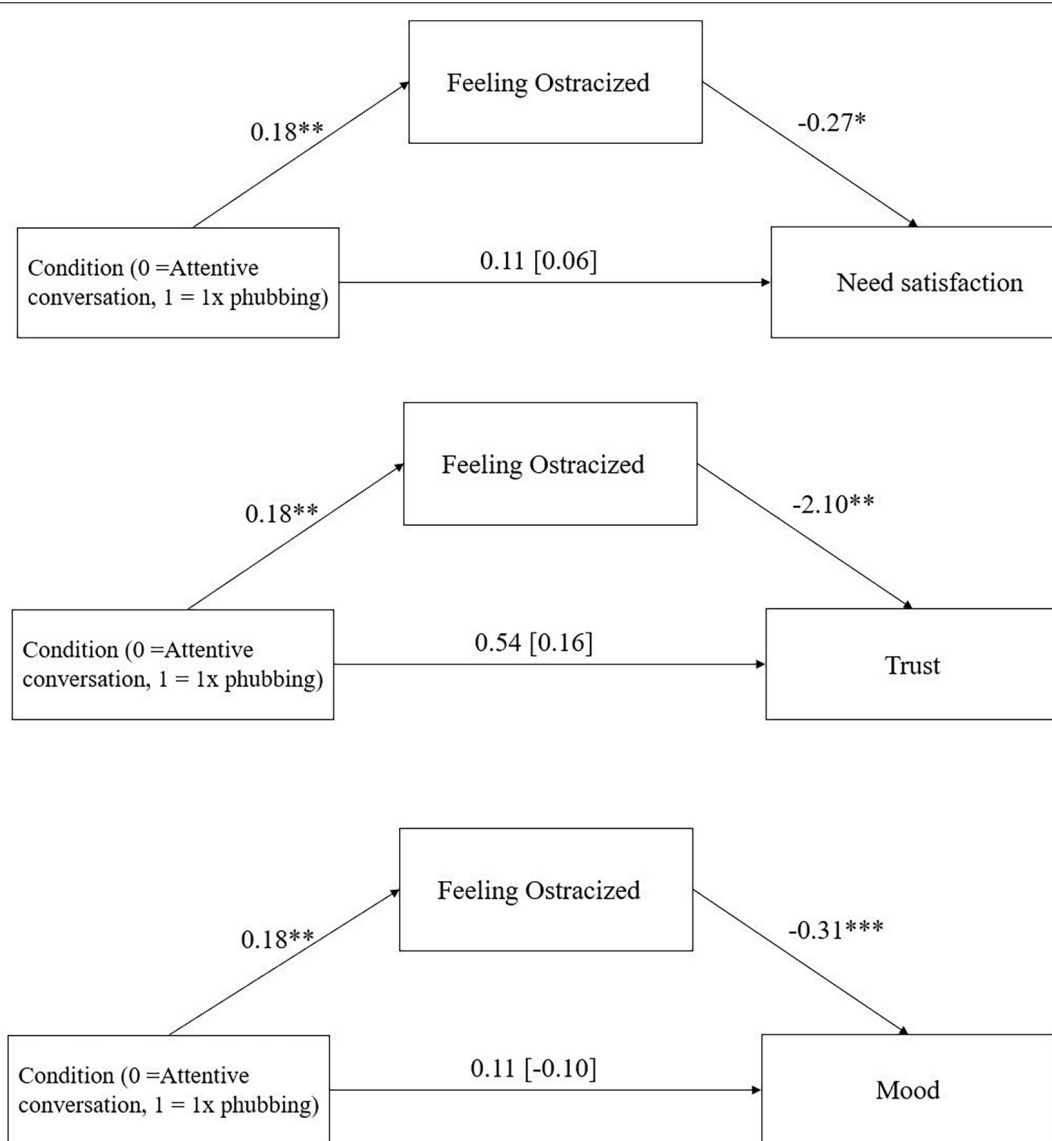 Feeling Ostracized
0.18**
-0.27*
Condition (0 =Attentive
conversation, 1 = 1x phubbing)
0.11 [0.06]
Need satisfaction
Feeling Ostracized
0.18**
-2.10**
Condition (0 =Attentive
conversation, 1 = 1x phubbing)
0.54 [0.16]
Trust
Feeling Ostracized
0.18**
-0.31***
Condition (0 =Attentive
conversation, 1 = 1x phubbing)
0.11 [-0.10]
Mood